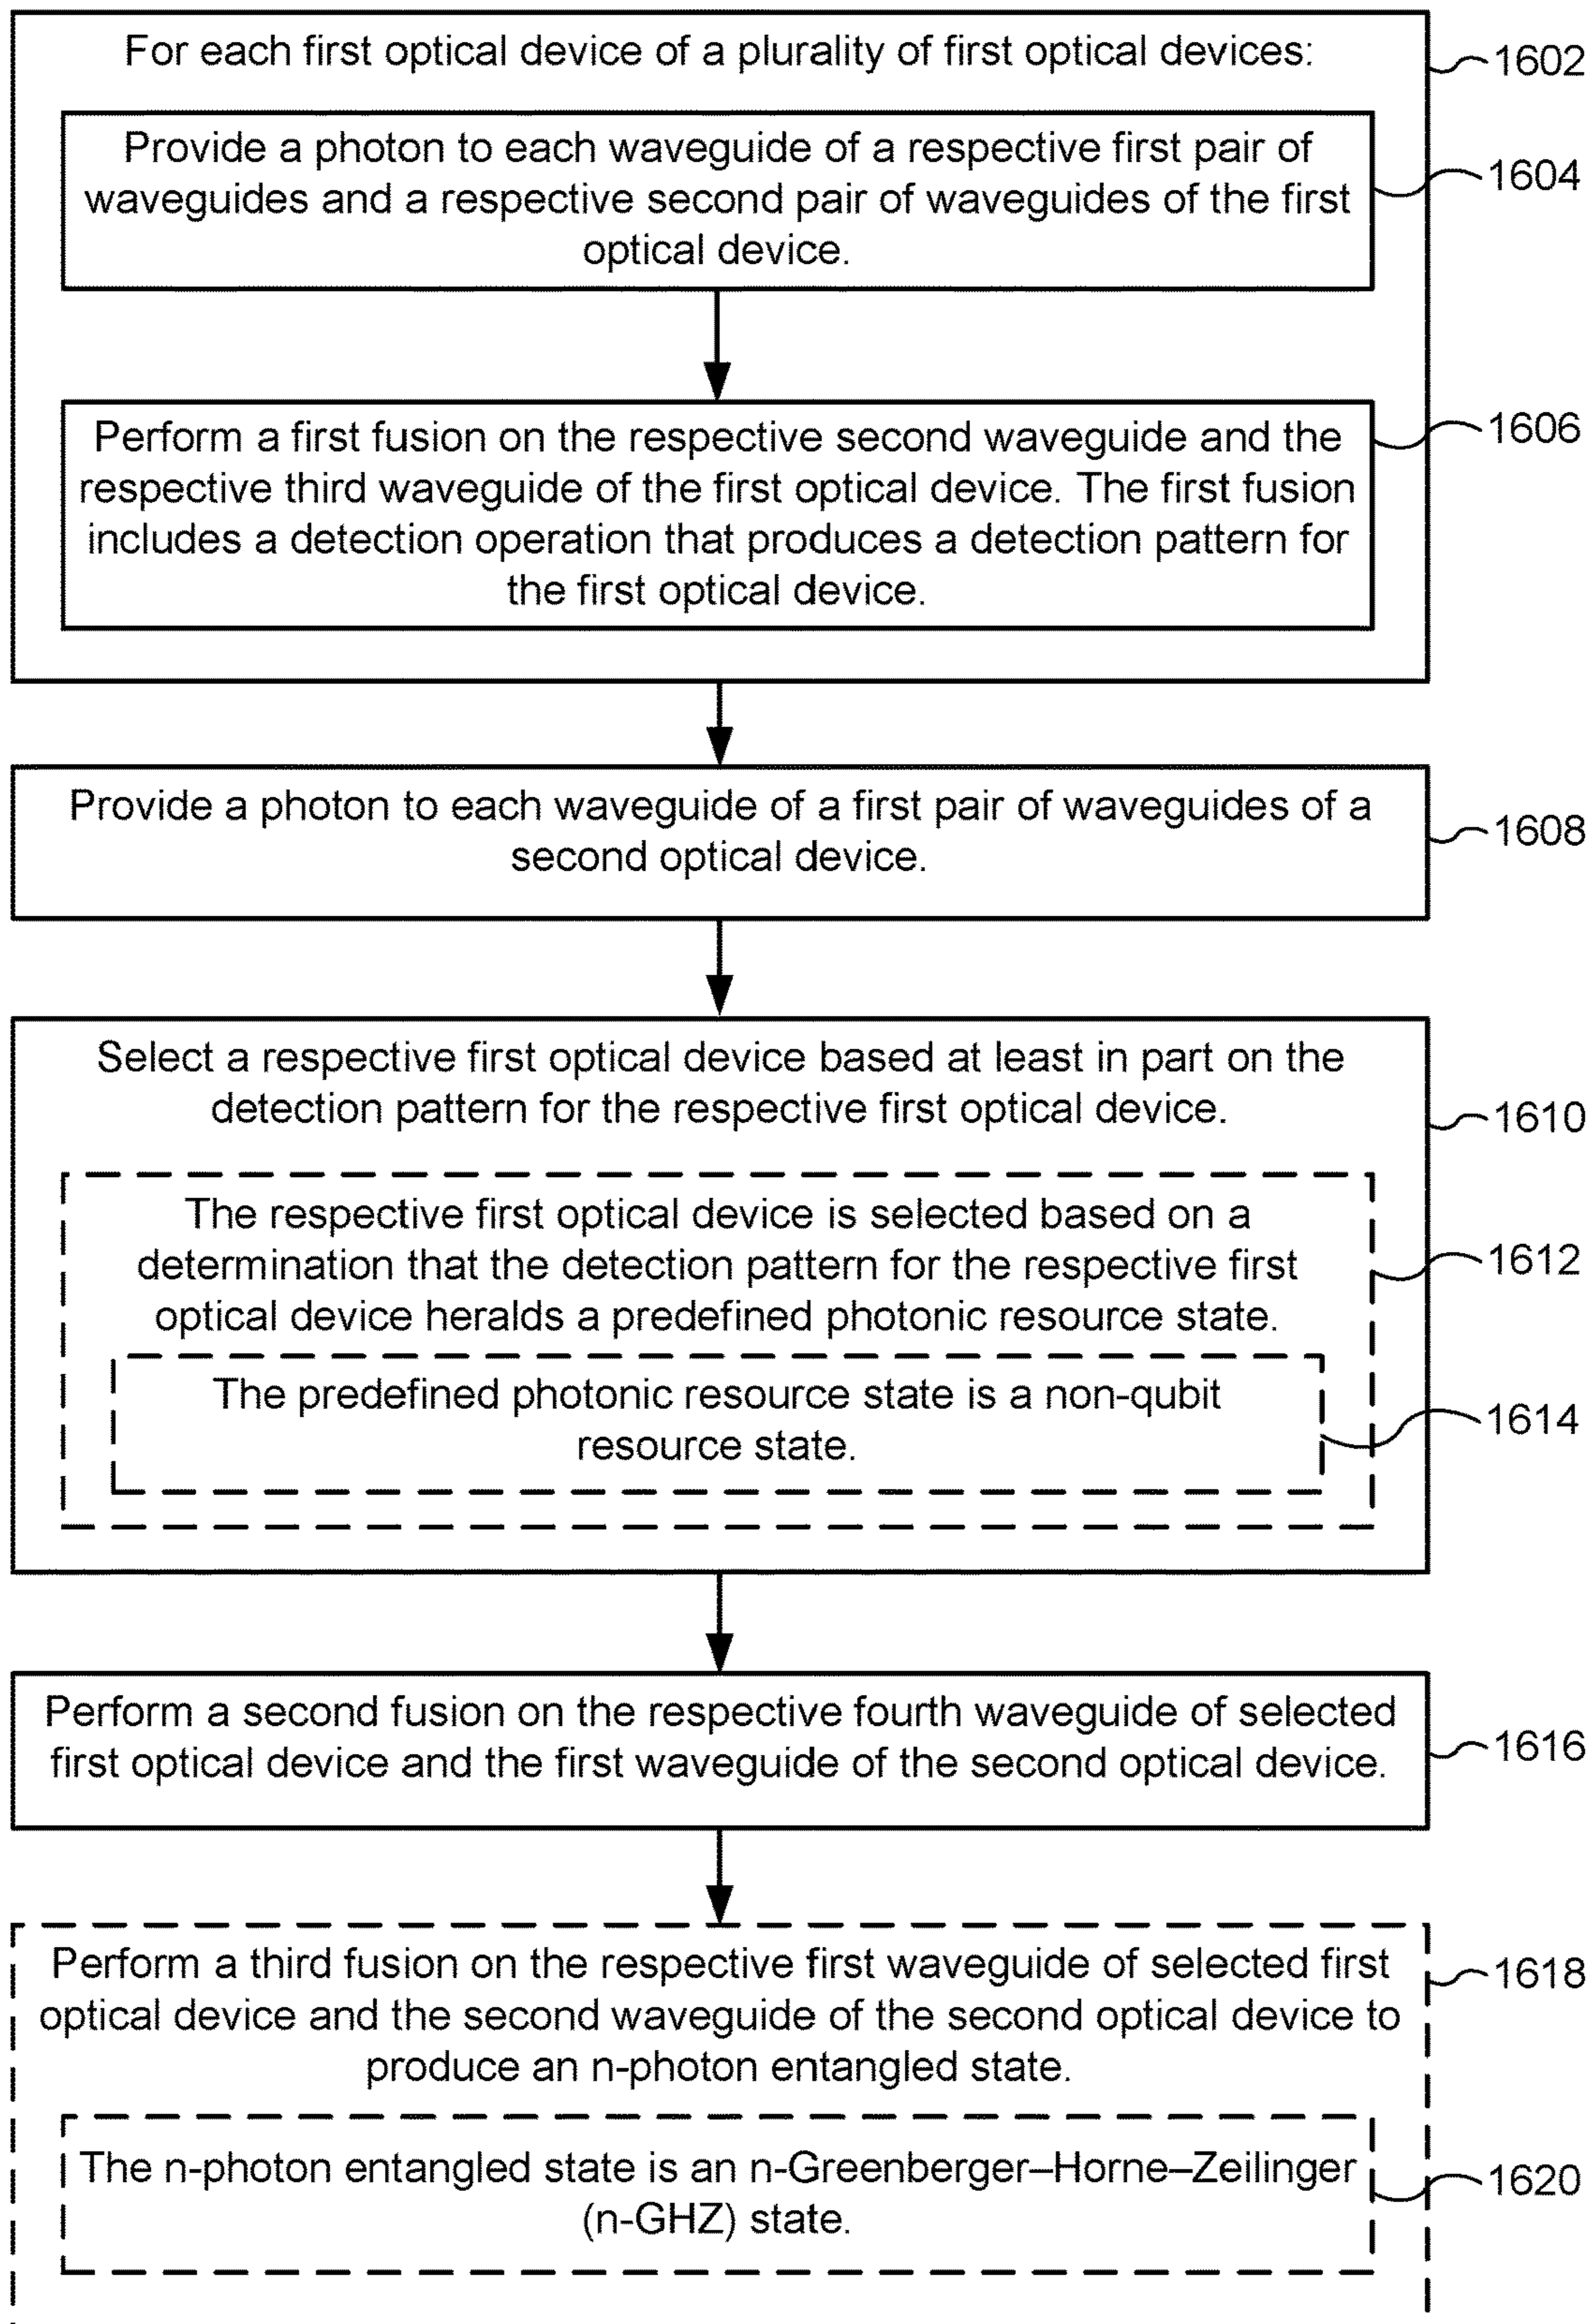 For each first optical device of a plurality of first optical devices:
1602
Provide a photon to each waveguide of a respective first pair of
waveguides and a respective second pair of waveguides of the first
optical device.
1604
Perform a first fusion on the respective second waveguide and the
respective third waveguide of the first optical device. The first fusion
includes a detection operation that produces a detection pattern for
the first optical device.
1606
Provide a photon to each waveguide of a first pair of waveguides of a
second optical device.
1608
Select a respective first optical device based at least in part on the
detection pattern for the respective first optical device.
1610
The respective first optical device is selected based on a
determination that the detection pattern for the respective first
optical device heralds a predefined photonic resource state.
1612
The predefined photonic resource state is a non-qubit
resource state.
1614
Perform a second fusion on the respective fourth waveguide of selected
first optical device and the first waveguide of the second optical device.
1616
Perform a third fusion on the respective first waveguide of selected first
optical device and the second waveguide of the second optical device to
produce an n-photon entangled state.
1618
The n-photon entangled state is an n-Greenberger–Horne–Zeilinger
(n-GHZ) state.
1620